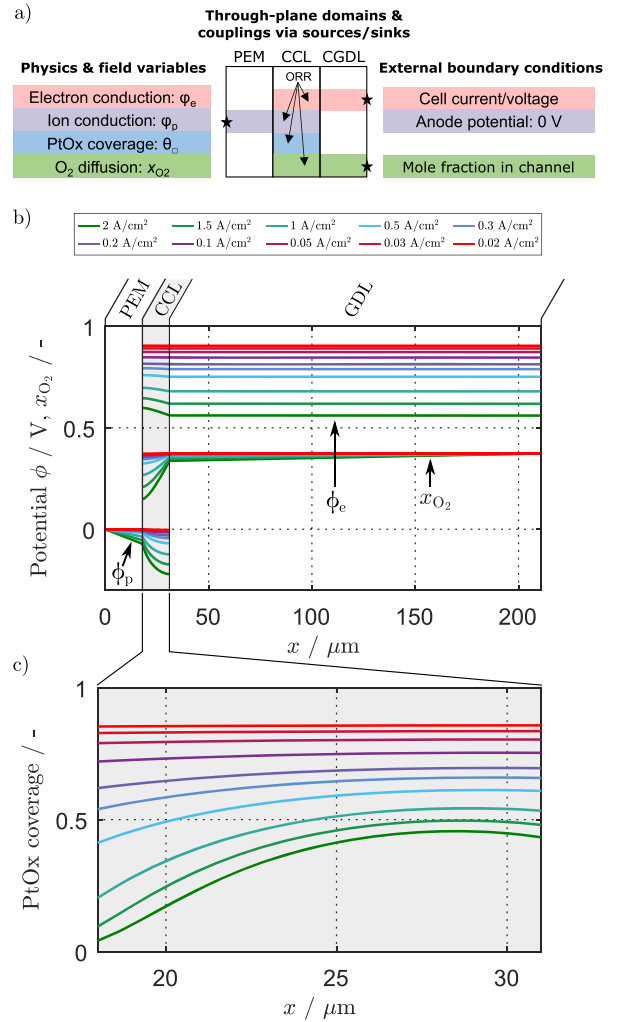 a)
Through-plane domains &
couplings via sources/sinks
PEM CCL CGDL
Physics & field variables
External boundary conditions
ORR
Electron conduction: φe
Cell current/voltage
Ion conduction: φp
Anode potential: 0 V
PtOx coverage: θ□
O2 diffusion: xO2
Mole fraction in channel
b)
2 A/cm² 1.5 A/cm² 1 A/cm² 0.5 A/cm² 0.3 A/cm²
0.2 A/cm² 0.1 A/cm² 0.05 A/cm² 0.03 A/cm² 0.02 A/cm²
PEM
CCL
GDL
Potential ϕ / V, xO2 / -
1
0.5
0
ϕe
xO2
ϕp
0 50 100 150 200
x / μm
c)
PtOx coverage / -
1
0.5
0
20 25 30
x / μm